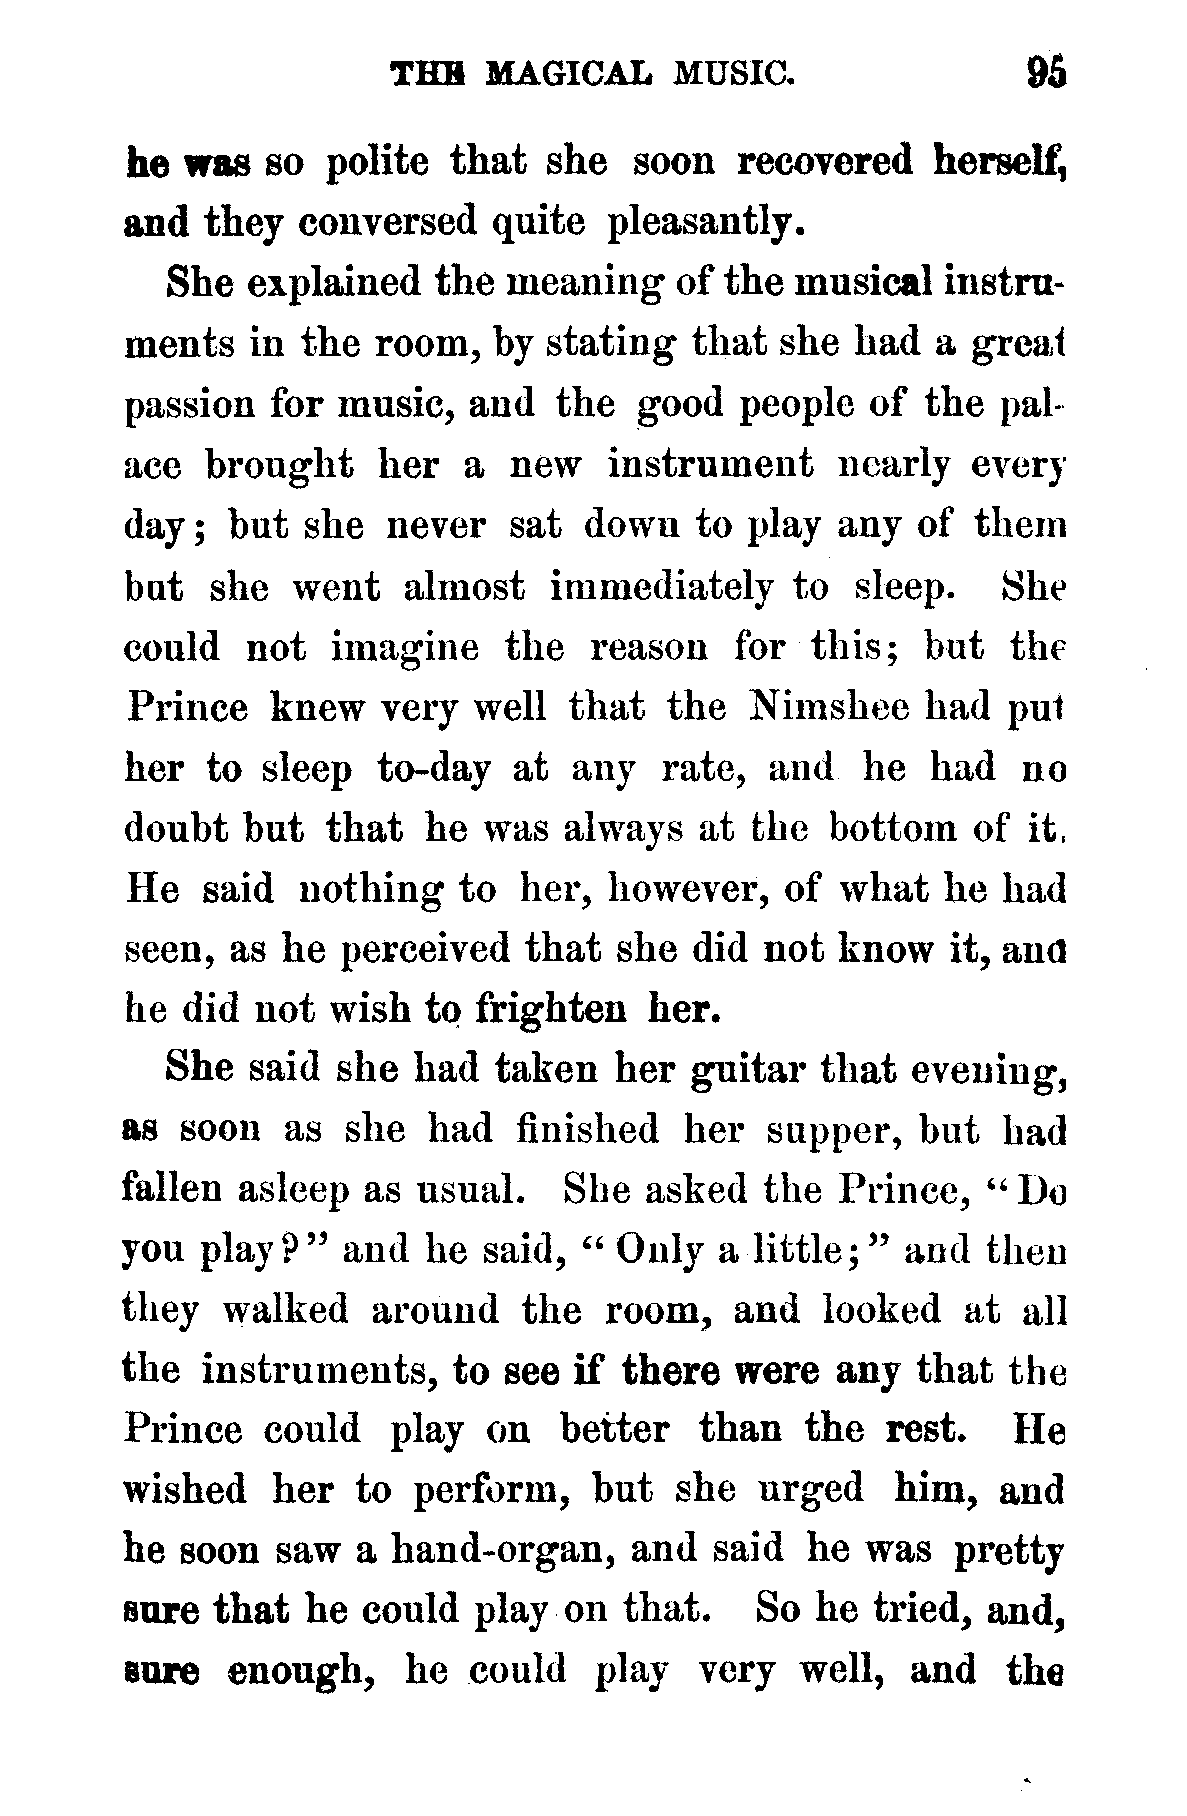 THE MAGICAL MUSIC. 95
he was so polite that she soon recovered herself,
and they conversed quite pleasantly.
She explained the meaning of the musical instru-
ments in the room, by stating that she had a great
passion for music, and the good people of the pal-
ace brought her a new instrument nearly every
day; but she never sat down to play any of them
but she went almost immediately to sleep. She
could not imagine the reason for this; but the
Prince knew very well that the Nimshee had put
her to sleep to-day at any rate, and he had no
doubt but that he was always at the bottom of it.
He said nothing to her, however, of what he had
seen, as he perceived that she did not know it, and
he did not wish to frighten her.
She said she had taken her guitar that evening,
as soon as she had finished her supper, but had
fallen asleep as usual. She asked the Prince, “Do
you play?” and he said, “Only a little;” and then
they walked around the room, and looked at all
the instruments, to see if there were any that the
Prince could play on better than the rest. He
wished her to perform, but she urged him, and
he soon saw a hand-organ, and said he was pretty
sure that he could play on that. So he tried, and,
sure enough, he could play very well, and the